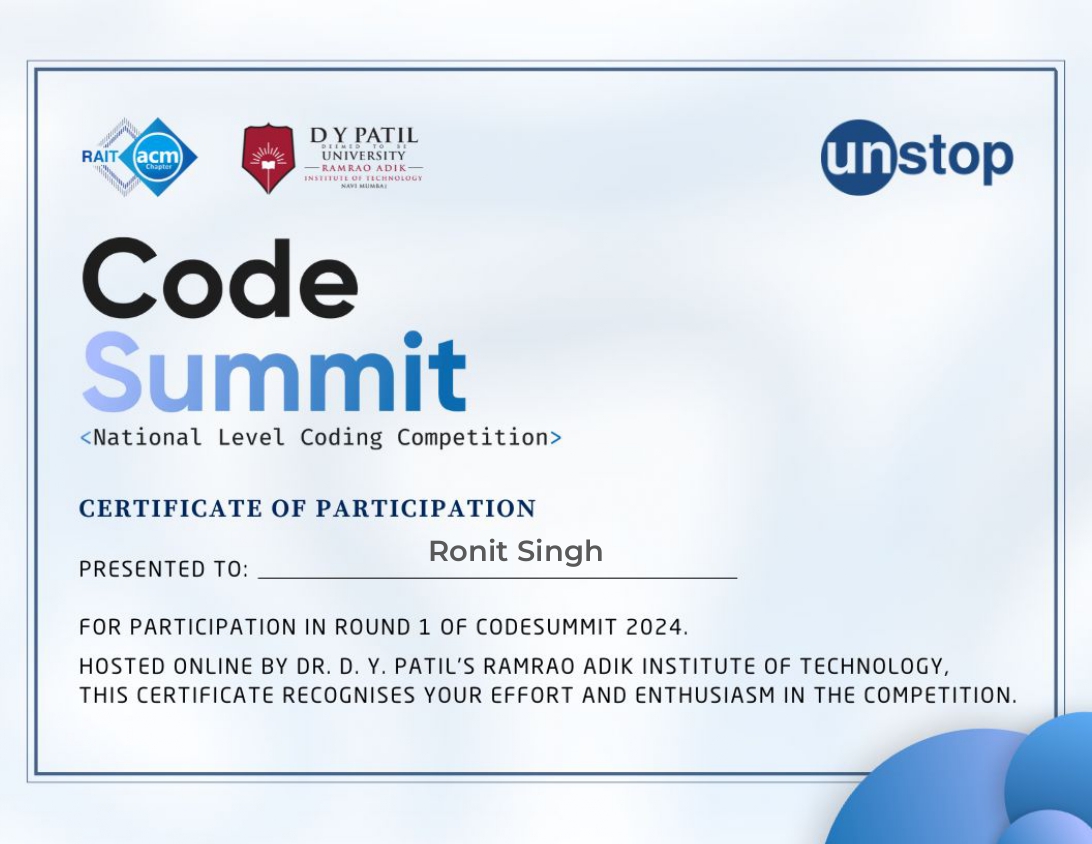 RAIT acm
Chapter
D Y PATIL
DEEMED TO BE
UNIVERSITY
RAMRAO ADIK
INSTITUTE OF TECHNOLOGY
NAVI MUMBAI
unstop
Code
Summit
<National Level Coding Competition>
CERTIFICATE OF PARTICIPATION
Ronit Singh
PRESENTED TO:
FOR PARTICIPATION IN ROUND 1 OF CODESUMMIT 2024.
HOSTED ONLINE BY DR. D. Y. PATIL'S RAMRAO ADIK INSTITUTE OF TECHNOLOGY,
THIS CERTIFICATE RECOGNISES YOUR EFFORT AND ENTHUSIASM IN THE COMPETITION.